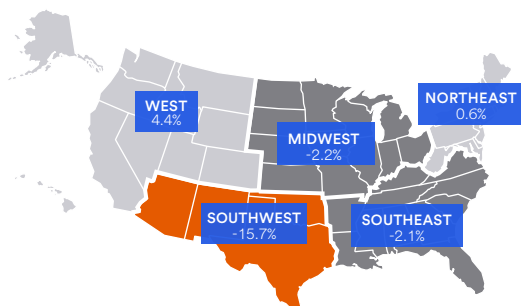 NORTHEAST
0.6%
WEST
4.4%
MIDWEST
-2.2%
SOUTHWEST
-15.7%
SOUTHEAST
-2.1%